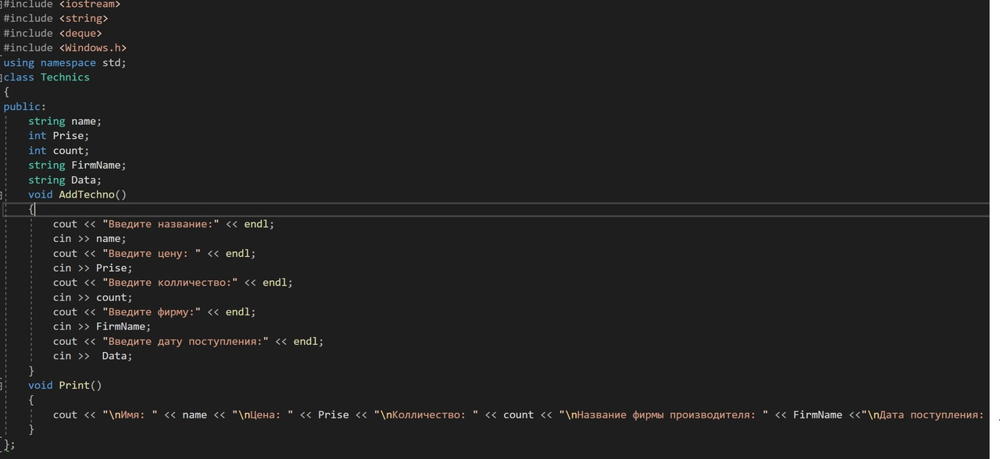 #include <iostream>
#include <string>
#include <deque>
#include <Windows.h>
using namespace std;
class Technics
{
public:
    string name;
    int Prise;
    int count;
    string FirmName;
    string Data;
    void AddTechno()
    {
        cout << "Введите название:" << endl;
        cin >> name;
        cout << "Введите цену: " << endl;
        cin >> Prise;
        cout << "Введите колличество:" << endl;
        cin >> count;
        cout << "Введите фирму:" << endl;
        cin >> FirmName;
        cout << "Введите дату поступления:" << endl;
        cin >>  Data;
    }
    void Print()
    {
        cout << "\nИмя: " << name << "\nЦена: " << Prise << "\nКолличество: " << count << "\nНазвание фирмы производителя: " << FirmName <<"\nДата поступления:
    }
};